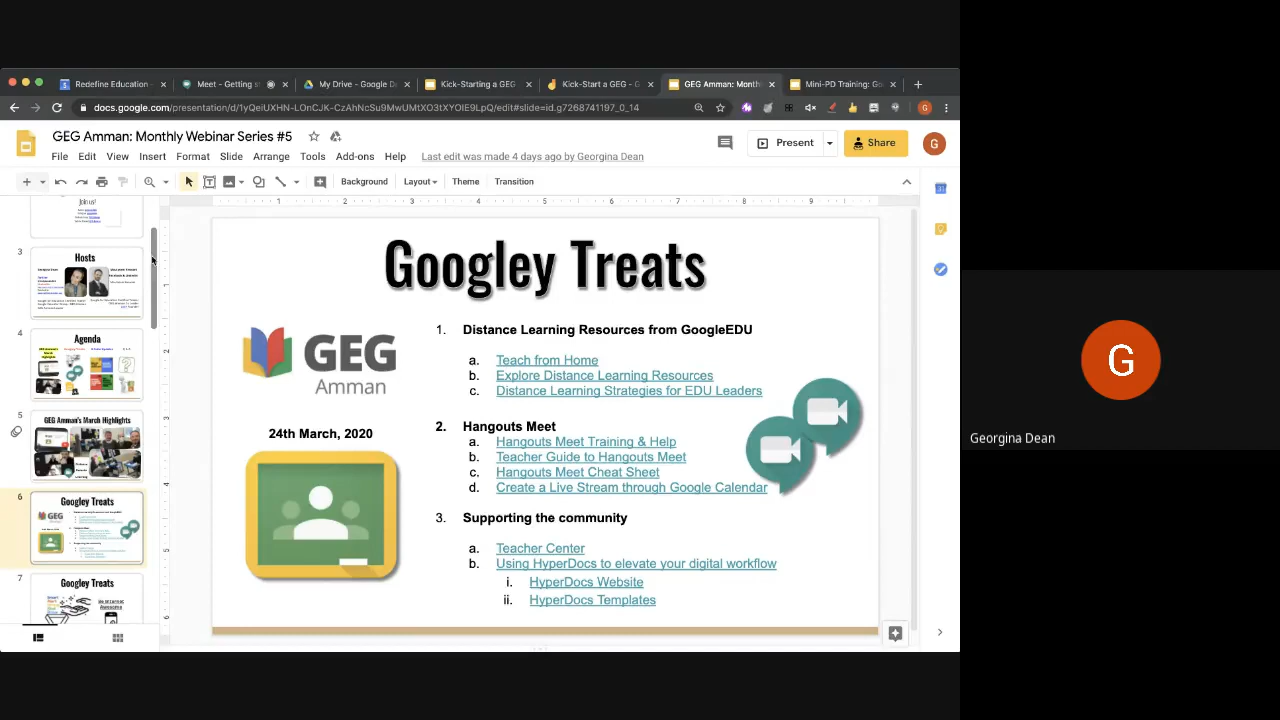 Redefine Education
Meet - Getting s
My Drive - Google D
Kick-Starting a GEG
Kick-Start a GEG - G
GEG Amman: Month
Mini-PD Training: Go
docs.google.com/presentation/d/1yQeiUXHN-LOnCJK-CzAhNcSu9MwUMtXO3tXYOIE9LpQ/edit#slide=id.g7268741197_0_14
GEG Amman: Monthly Webinar Series #5
Present
Share
G
File Edit View Insert Format Slide Arrange Tools Add-ons Help Last edit was made 4 days ago by Georgina Dean
Background Layout Theme Transition
Join us!
3
Hosts
4
Agenda
5
GEG Amman's March Highlights
6
Googley Treats
7
Googley Treats
Googley Treats
GEG
Amman
24th March, 2020
1. Distance Learning Resources from GoogleEDU
a. Teach from Home
b. Explore Distance Learning Resources
c. Distance Learning Strategies for EDU Leaders
2. Hangouts Meet
a. Hangouts Meet Training & Help
b. Teacher Guide to Hangouts Meet
c. Hangouts Meet Cheat Sheet
d. Create a Live Stream through Google Calendar
3. Supporting the community
a. Teacher Center
b. Using HyperDocs to elevate your digital workflow
i. HyperDocs Website
ii. HyperDocs Templates
G
Georgina Dean